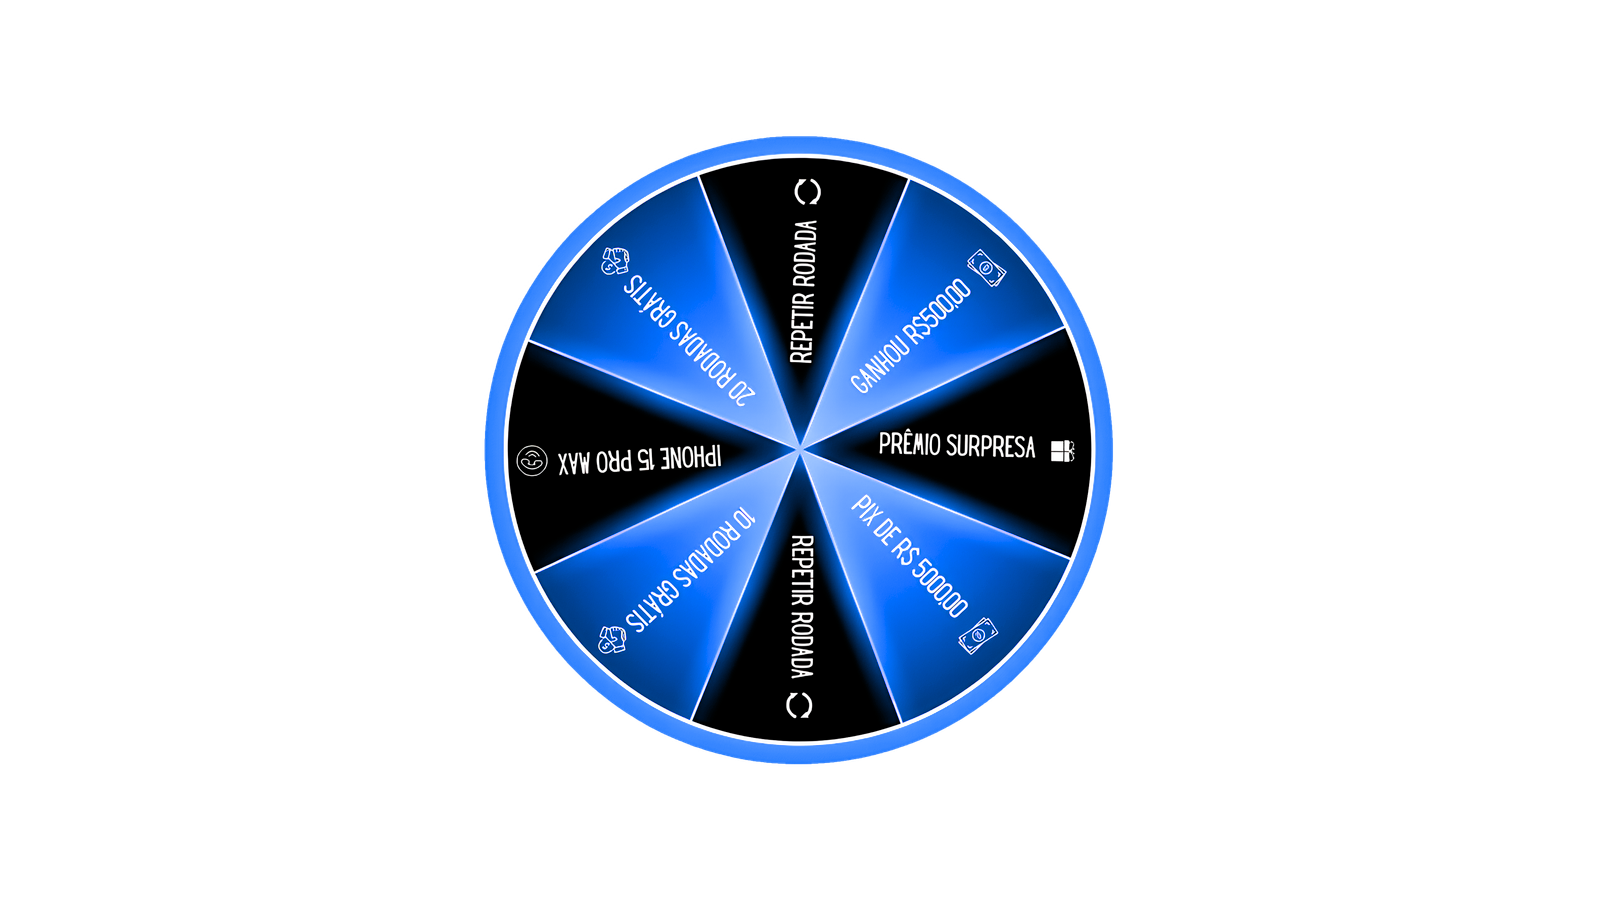 REPETIR RODADA
GANHOU R$500,00
PRÊMIO SURPRESA
PIX DE R$ 5000,00
REPETIR RODADA
10 RODADAS GRÁTIS
IPHONE 15 PRO MAX
20 RODADAS GRÁTIS